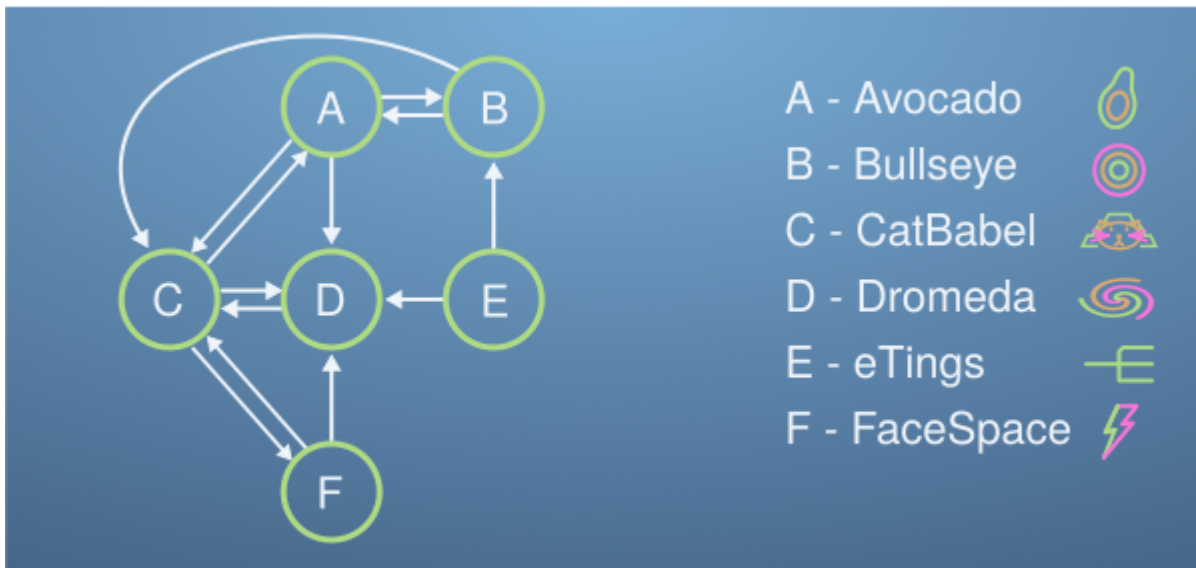 A
B
C
D
E
F
A - Avocado
B - Bullseye
C - CatBabel
D - Dromeda
E - eTings
F - FaceSpace